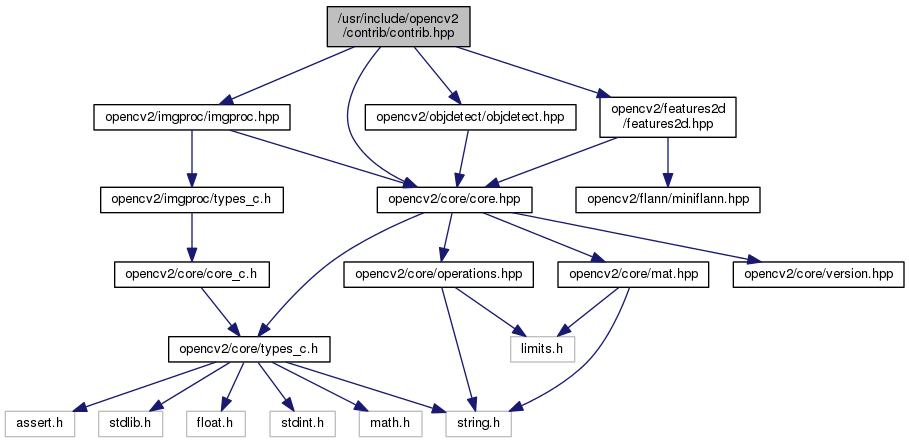 /usr/include/opencv2
/contrib/contrib.hpp
opencv2/imgproc/imgproc.hpp
opencv2/objdetect/objdetect.hpp
opencv2/features2d
/features2d.hpp
opencv2/imgproc/types_c.h
opencv2/core/core.hpp
opencv2/flann/miniflann.hpp
opencv2/core/core_c.h
opencv2/core/operations.hpp
opencv2/core/mat.hpp
opencv2/core/version.hpp
opencv2/core/types_c.h
limits.h
assert.h
stdlib.h
float.h
stdint.h
math.h
string.h